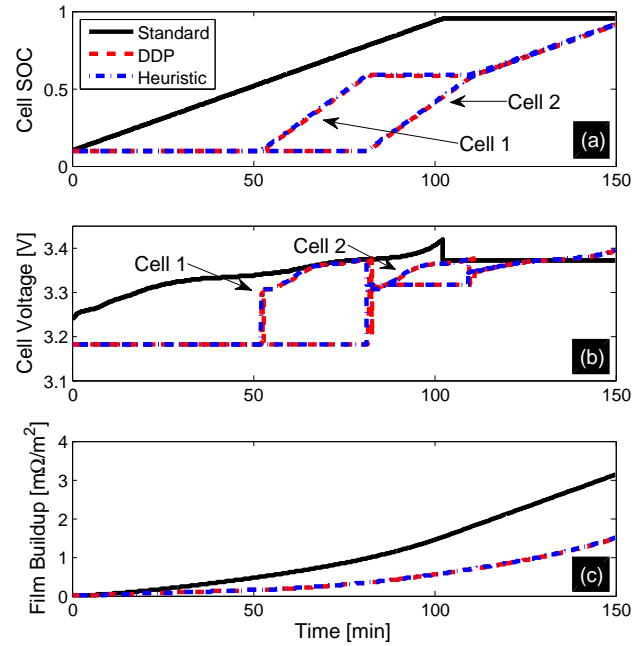 1
0.5
0
Cell SOC
Standard
DDP
Heuristic
Cell 2
Cell 1
(a)
0
50
100
150
3.4
3.3
3.2
3.1
Cell Voltage [V]
Cell 1
Cell 2
(b)
0
50
100
150
4
3
2
1
0
Film Buildup [mΩ/m²]
(c)
0
50
100
150
Time [min]